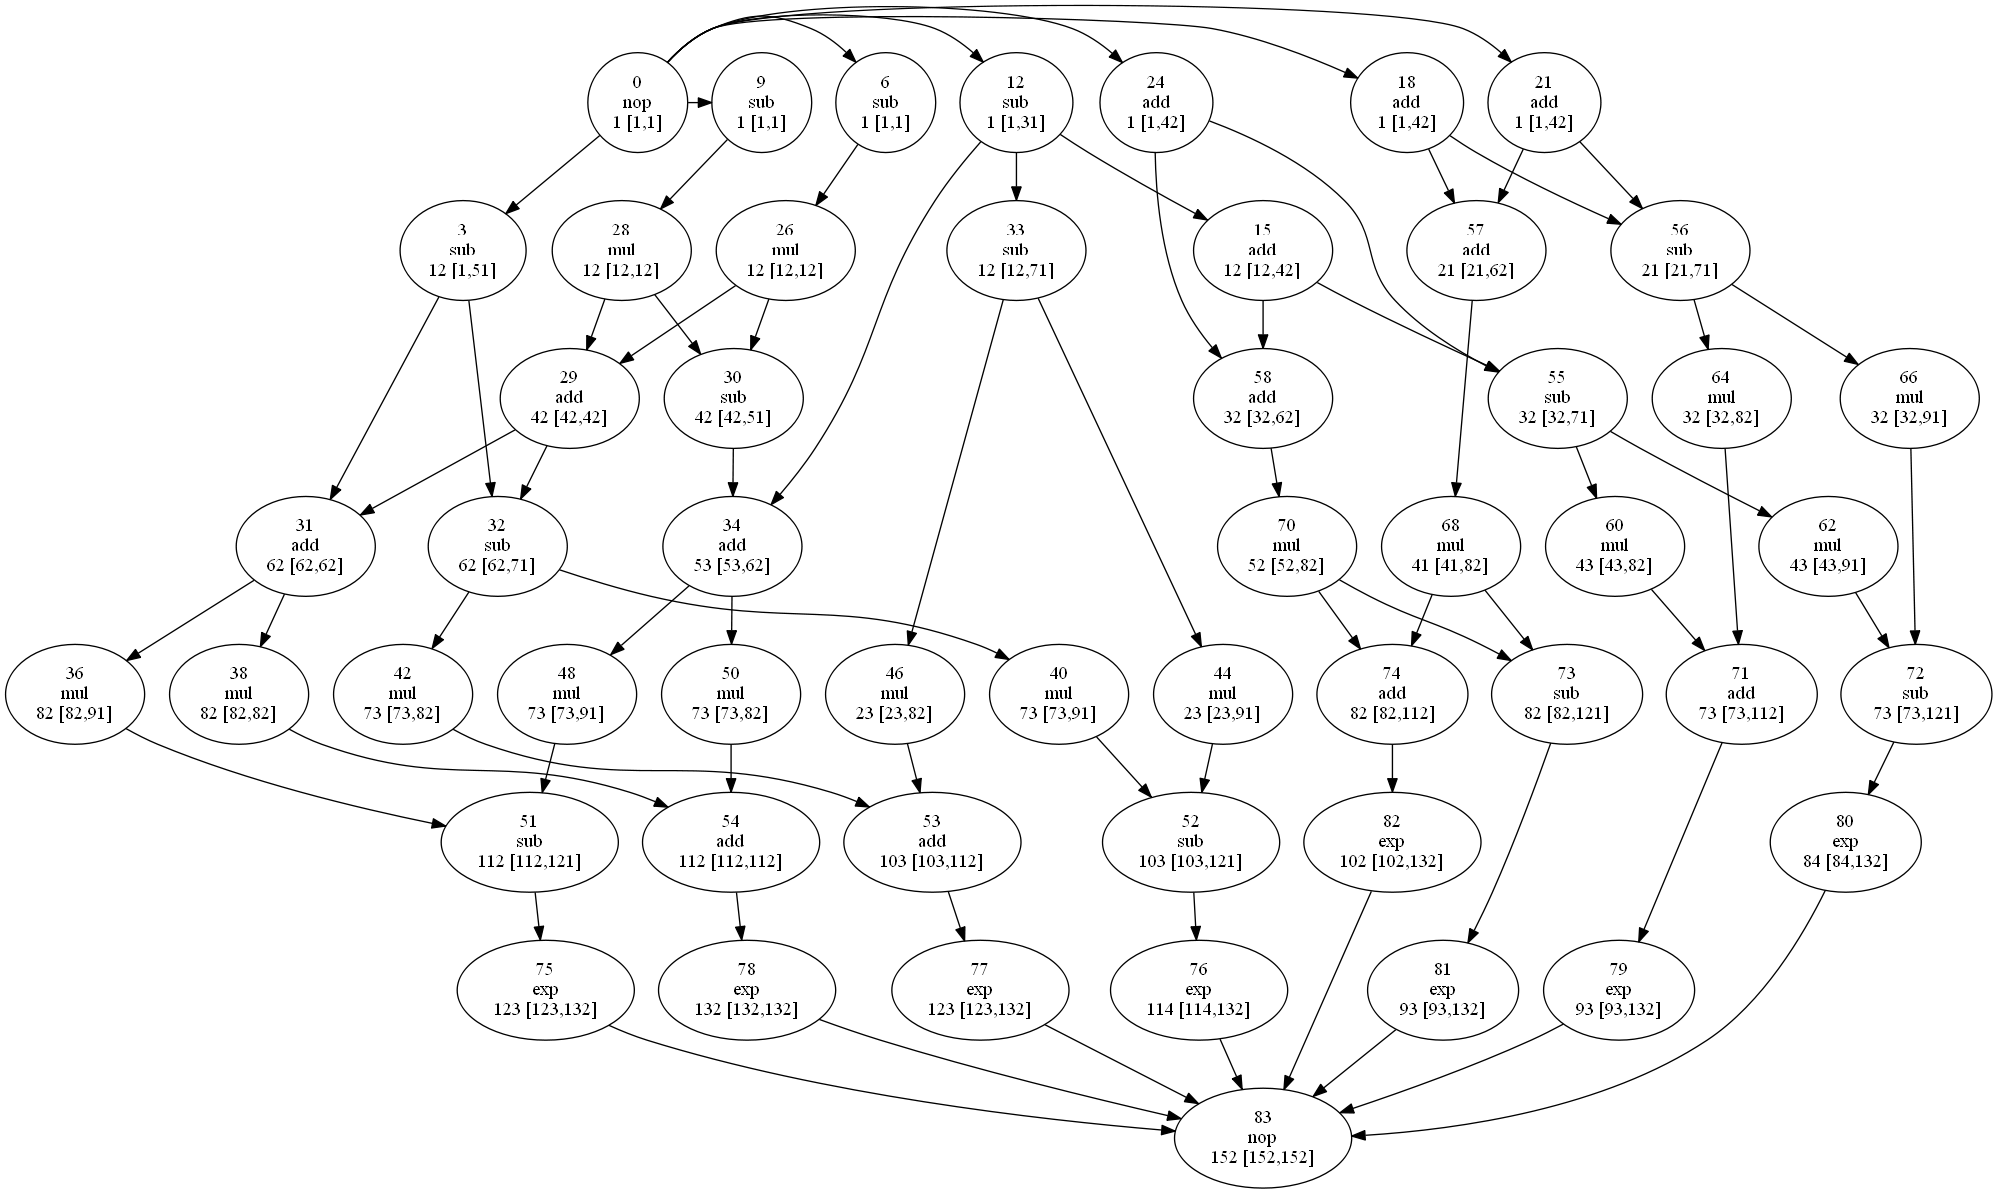 0
nop
1 [1,1]
9
sub
1 [1,1]
6
sub
1 [1,1]
12
sub
1 [1,31]
24
add
1 [1,42]
18
add
1 [1,42]
21
add
1 [1,42]
3
sub
12 [1,51]
28
mul
12 [12,12]
26
mul
12 [12,12]
33
sub
12 [12,71]
15
add
12 [12,42]
57
add
21 [21,62]
56
sub
21 [21,71]
29
add
42 [42,42]
30
sub
42 [42,51]
58
add
32 [32,62]
55
sub
32 [32,71]
64
mul
32 [32,82]
66
mul
32 [32,91]
31
add
62 [62,62]
32
sub
62 [62,71]
34
add
53 [53,62]
70
mul
52 [52,82]
68
mul
41 [41,82]
60
mul
43 [43,82]
62
mul
43 [43,91]
36
mul
82 [82,91]
38
mul
82 [82,82]
42
mul
73 [73,82]
48
mul
73 [73,91]
50
mul
73 [73,82]
46
mul
23 [23,82]
40
mul
73 [73,91]
44
mul
23 [23,91]
74
add
82 [82,112]
73
sub
82 [82,121]
71
add
73 [73,112]
72
sub
73 [73,121]
51
sub
112 [112,121]
54
add
112 [112,112]
53
add
103 [103,112]
52
sub
103 [103,121]
82
exp
102 [102,132]
80
exp
84 [84,132]
75
exp
123 [123,132]
78
exp
132 [132,132]
77
exp
123 [123,132]
76
exp
114 [114,132]
81
exp
93 [93,132]
79
exp
93 [93,132]
83
nop
152 [152,152]